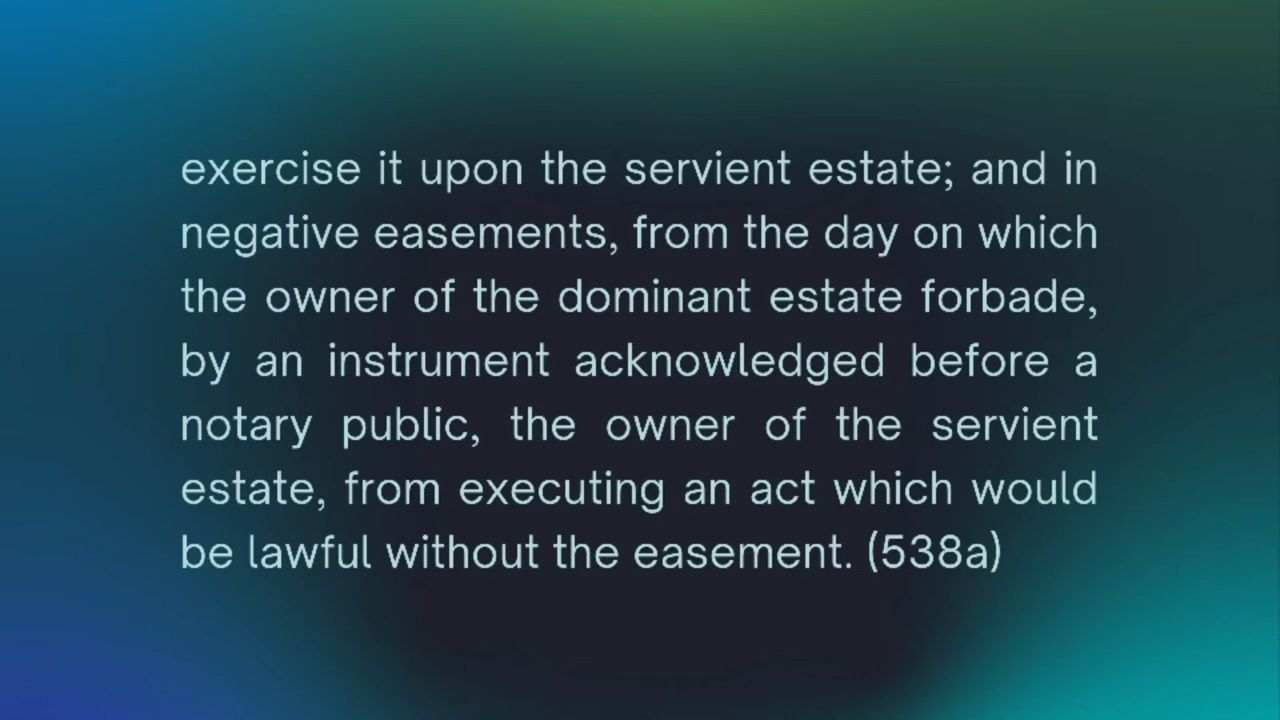 exercise it upon the servient estate; and in
negative easements, from the day on which
the owner of the dominant estate forbade,
by an instrument acknowledged before a
notary public, the owner of the servient
estate, from executing an act which would
be lawful without the easement. (538a)